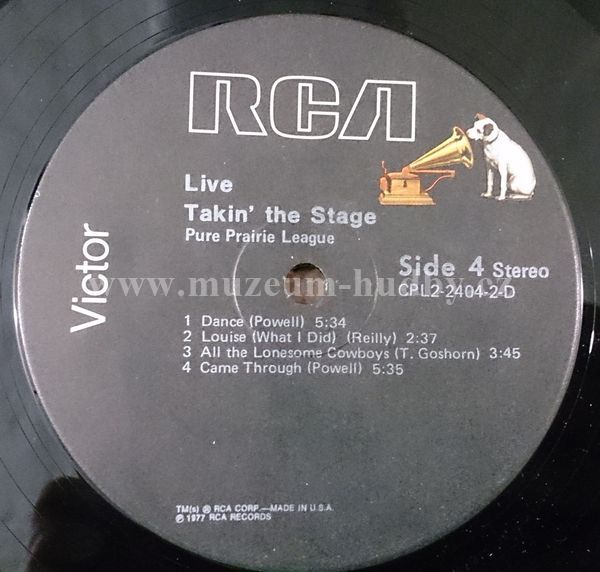 RCA
Victor
Live
Takin' the Stage
Pure Prairie League
Side 4 Stereo
CPL2-2404-2-D
www.muzeum-hudby.cz
1 Dance (Powell) 5:34
2 Louise (What I Did) (Reilly) 2:37
3 All the Lonesome Cowboys (T. Goshorn) 3:45
4 Came Through (Powell) 5:35
TM(s) ® RCA CORP.—MADE IN U.S.A.
℗ 1977 RCA RECORDS